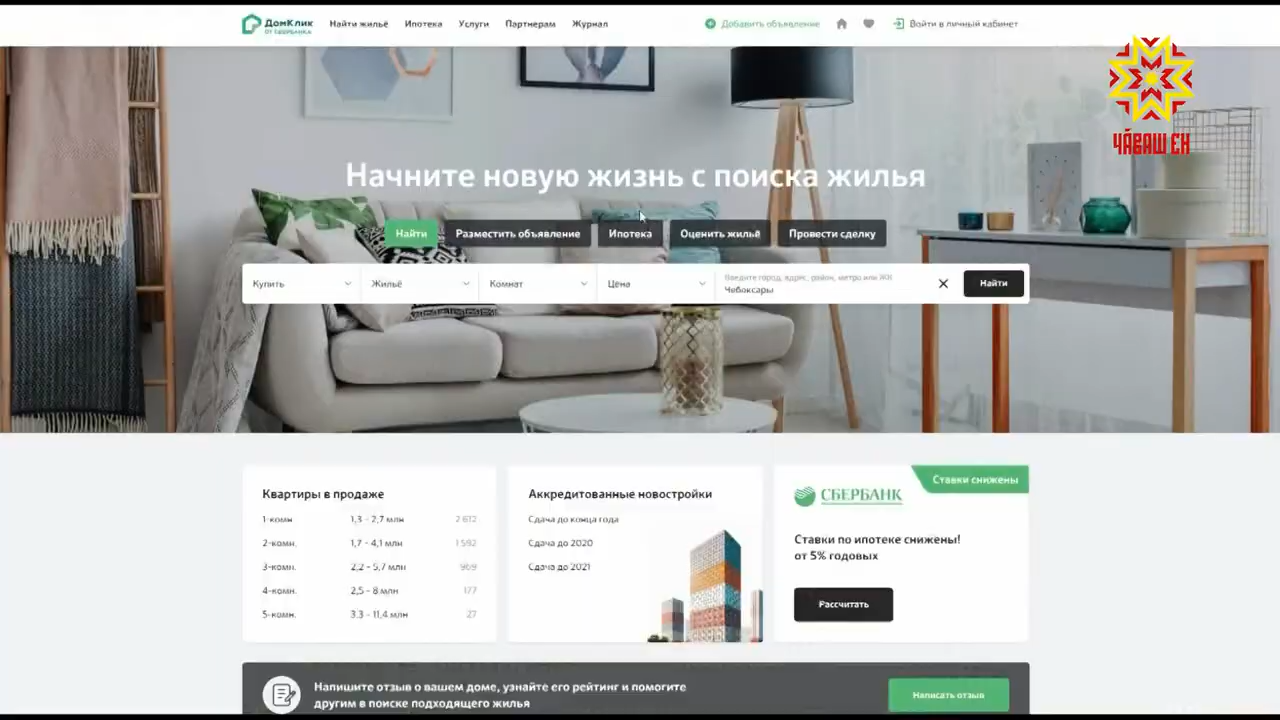 ДомКлик
ОТ СБЕРБАНКА
Найти жильё Ипотека Услуги Партнерам Журнал
Добавить объявление
Войти в личный кабинет
ЧӐВАШ ЕН
Начните новую жизнь с поиска жилья
Найти Разместить объявление Ипотека Оценить жильё Провести сделку
Купить Жильё Комнат Цена
Введите город, адрес, район, метро или ЖК
Чебоксары
Найти
Квартиры в продаже
1-комн. 1,3 - 2,7 млн 2 612
2-комн. 1,7 - 4,1 млн 1 592
3-комн. 2,2 - 5,7 млн 969
4-комн. 2,5 - 8 млн 177
5-комн. 3,3 - 11,4 млн 27
Аккредитованные новостройки
Сдача до конца года
Сдача до 2020
Сдача до 2021
СБЕРБАНК
Ставки снижены
Ставки по ипотеке снижены!
от 5% годовых
Рассчитать
Напишите отзыв о вашем доме, узнайте его рейтинг и помогите
другим в поиске подходящего жилья
Написать отзыв